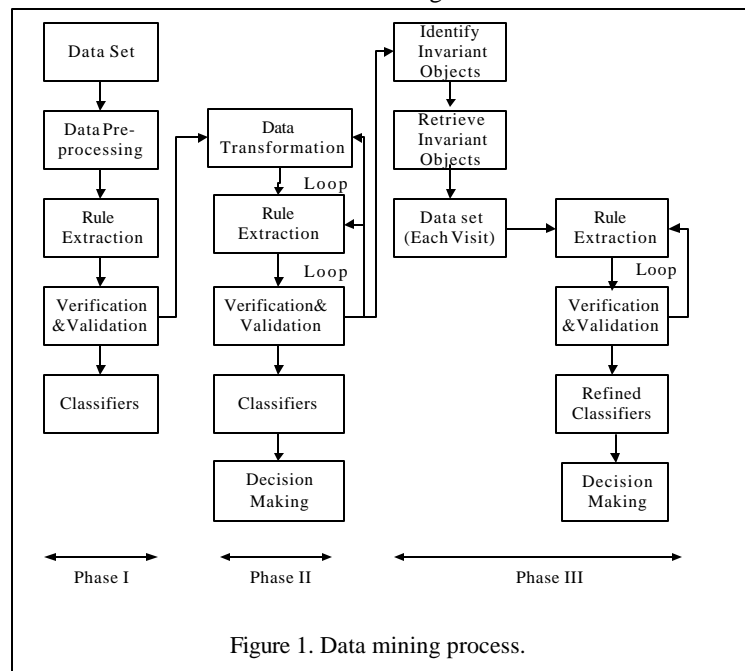 Data Set
Data Pre-
processing
Rule
Extraction
Verification
&Validation
Classifiers
Data
Transformation
Loop
Rule
Extraction
Loop
Verification&
Validation
Classifiers
Decision
Making
Identify
Invariant
Objects
Retrieve
Invariant
Objects
Data set
(Each Visit)
Rule
Extraction
Loop
Verification
&Validation
Refined
Classifiers
Decision
Making
Phase I
Phase II
Phase III
Figure 1. Data mining process.